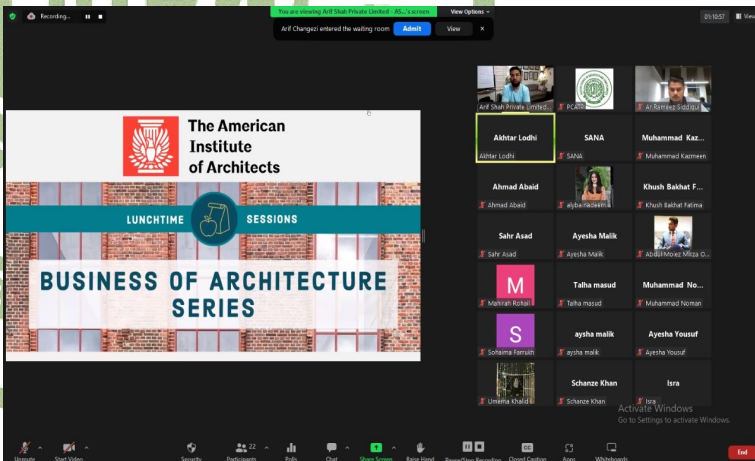 Recording...
You are viewing Arif Shah Private Limited - AS...'s screen
View Options
01:10:57
View
Arif Changezi entered the waiting room
Admit
View
The American
Institute
of Architects
LUNCHTIME
SESSIONS
BUSINESS OF ARCHITECTURE
SERIES
Arif Shah Private Limited...
PCATP
Ar.Rameep Siddiqui
Akhtar Lodhi
SANA
Muhammad Kaz...
Akhtar Lodhi
SANA
Muhammad Kazmeen
Ahmad Abaid
Khush Bakhat F...
Ahmad Abaid
alyba nadeem
Khush Bakhat Fatima
Sahr Asad
Ayesha Malik
Sahr Asad
Ayesha Malik
Abdul Moiez Mirza O...
M
Talha masud
Muhammad No...
Mahirah Rohail
Talha masud
Muhammad Noman
S
aysha malik
Ayesha Yousuf
Sohaima Farrukh
aysha malik
Ayesha Yousuf
Schanze Khan
Isra
Umama Khalid
Schanze Khan
Isra
Activate Windows
Go to Settings to activate Windows.
22
CC
Unmute
Start Video
Security
Participants
Polls
Chat
Share Screen
Raise Hand
Pause/Stop Recording
Closed Caption
Apps
Whiteboards
End